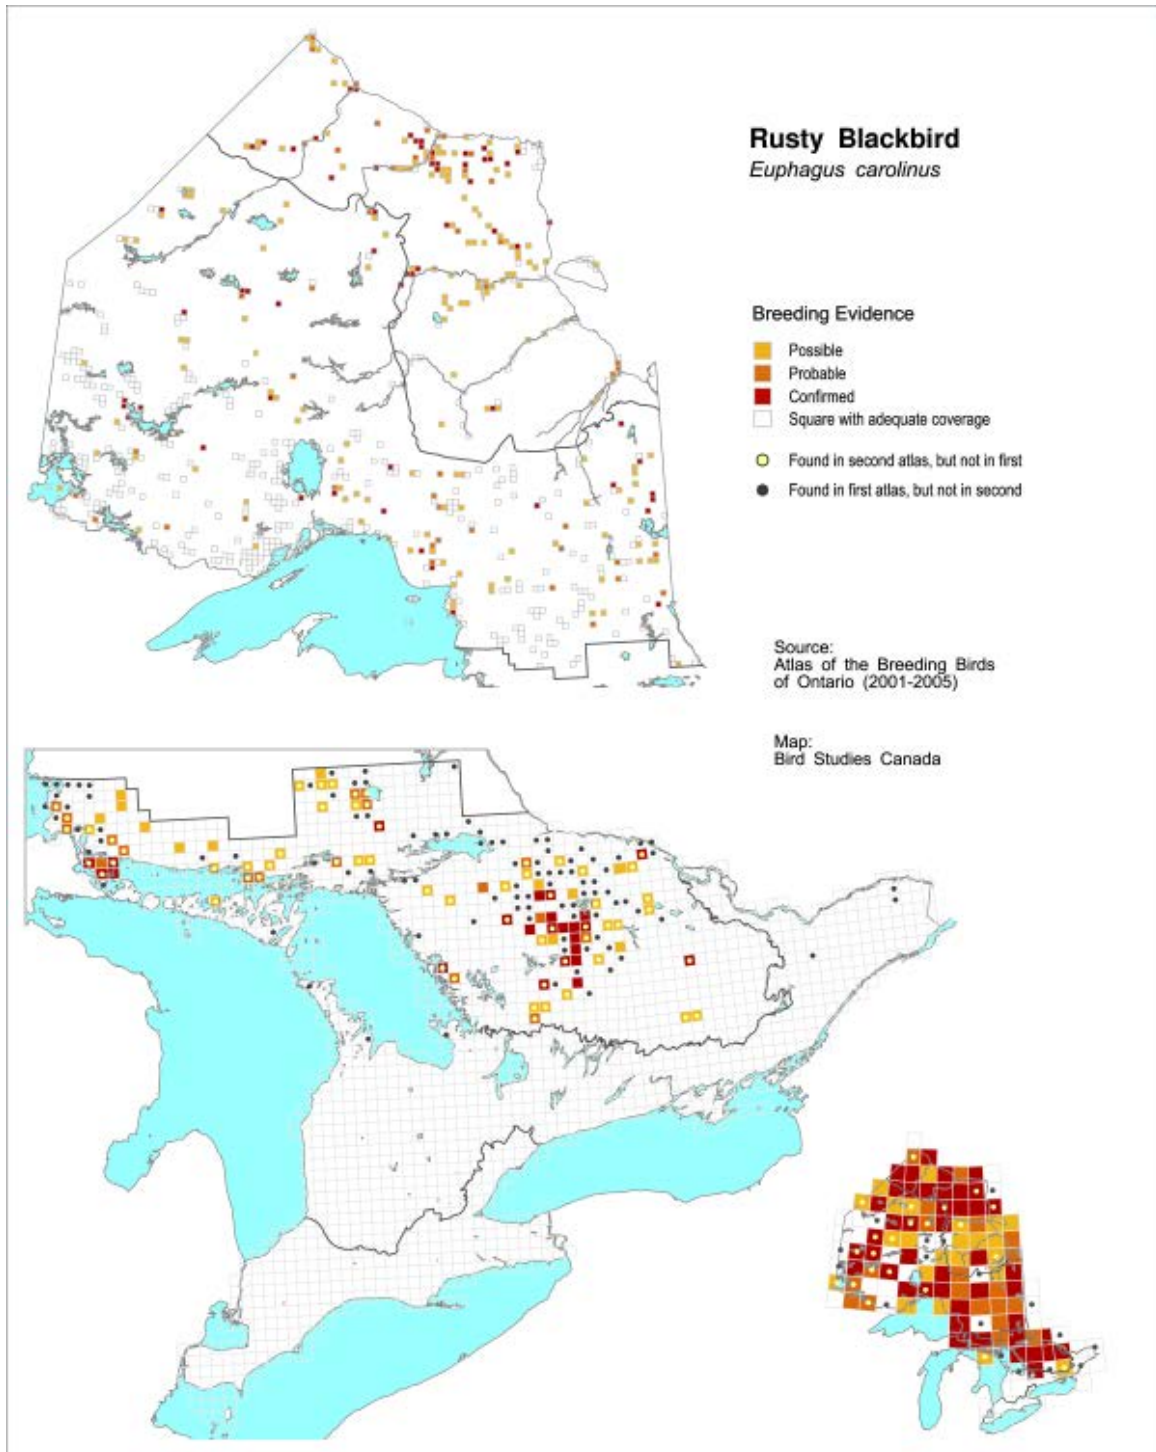 Rusty Blackbird
Euphagus carolinus
Breeding Evidence
Possible
Probable
Confirmed
Square with adequate coverage
Found in second atlas, but not in first
Found in first atlas, but not in second
Source:
Atlas of the Breeding Birds
of Ontario (2001-2005)
Map:
Bird Studies Canada